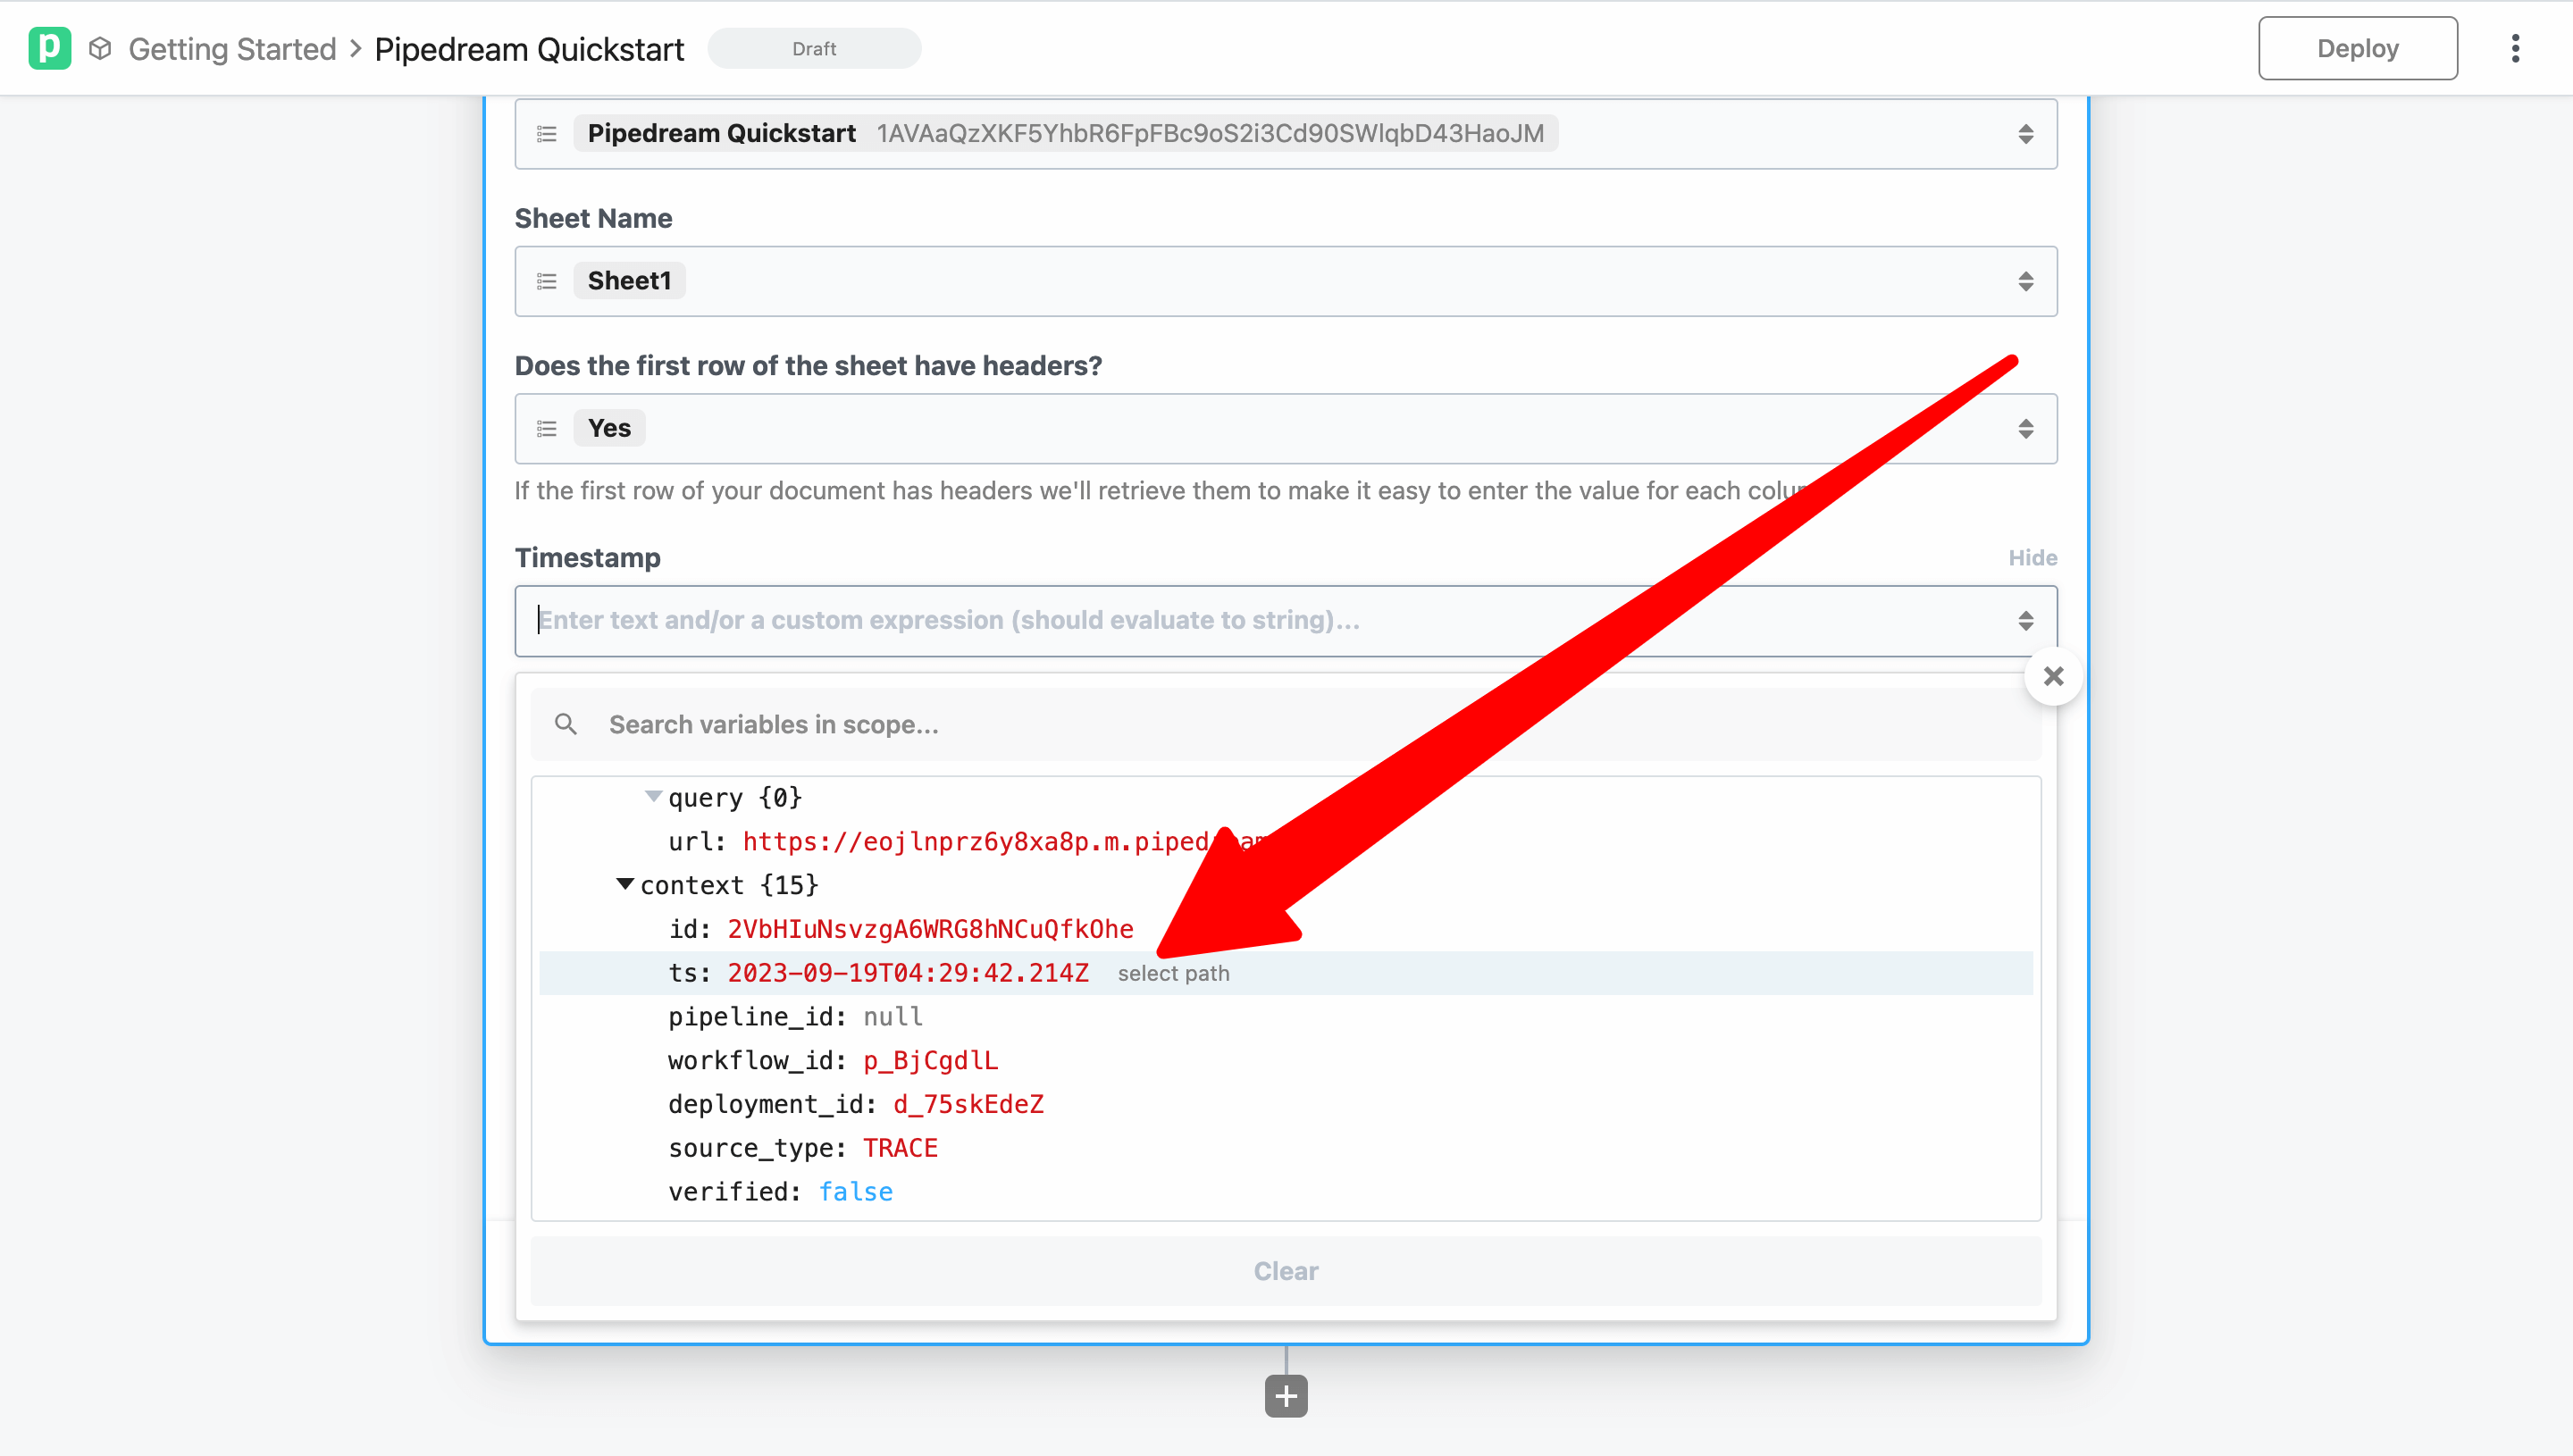 p Getting Started > Pipedream Quickstart Draft Deploy
Pipedream Quickstart 1AVAaQzXKF5YhbR6FpFBc9oS2i3Cd90SWlqbD43HaoJM
Sheet Name
Sheet1
Does the first row of the sheet have headers?
Yes
If the first row of your document has headers we'll retrieve them to make it easy to enter the value for each
Timestamp Hide
Enter text and/or a custom expression (should evaluate to string)...
Search variables in scope...
query {0}
url: https://eojlnprz6y8xa8p.m.piped
context {15}
id: 2VbHIuNsvzgA6WRG8hNCuQfkOhe
ts: 2023-09-19T04:29:42.214Z select path
pipeline_id: null
workflow_id: p_BjCgdlL
deployment_id: d_75skEdeZ
source_type: TRACE
verified: false
Clear